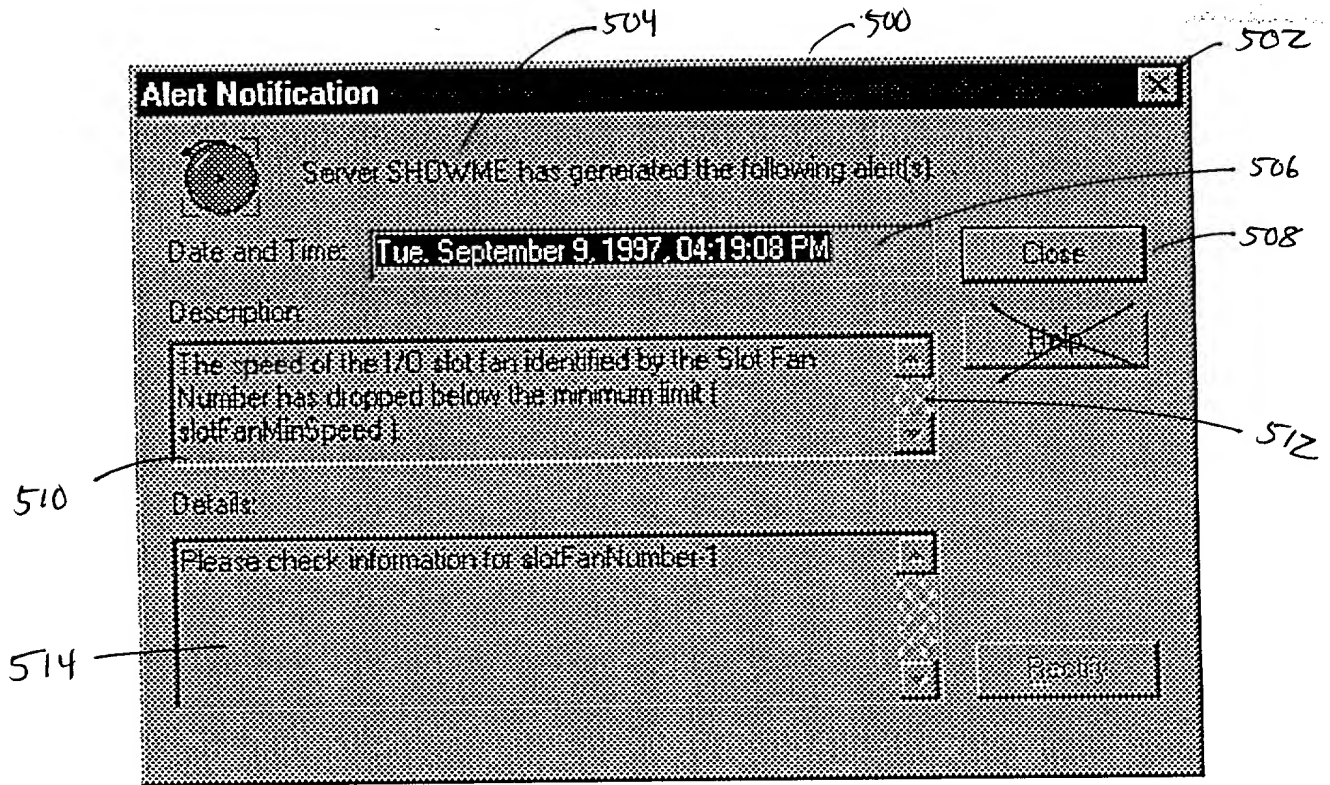 504
500
502
Alert Notification
Server SHOWME has generated the following alert(s)
506
Date and Time: Tue. September 9, 1997, 04:19:08 PM
Close
508
Description:
Help
The speed of the I/O slot fan identified by the Slot Fan
Number has dropped below the minimum limit (
slotFanMinSpeed )
512
510
Details:
Please check information for slotFanNumber-1
514